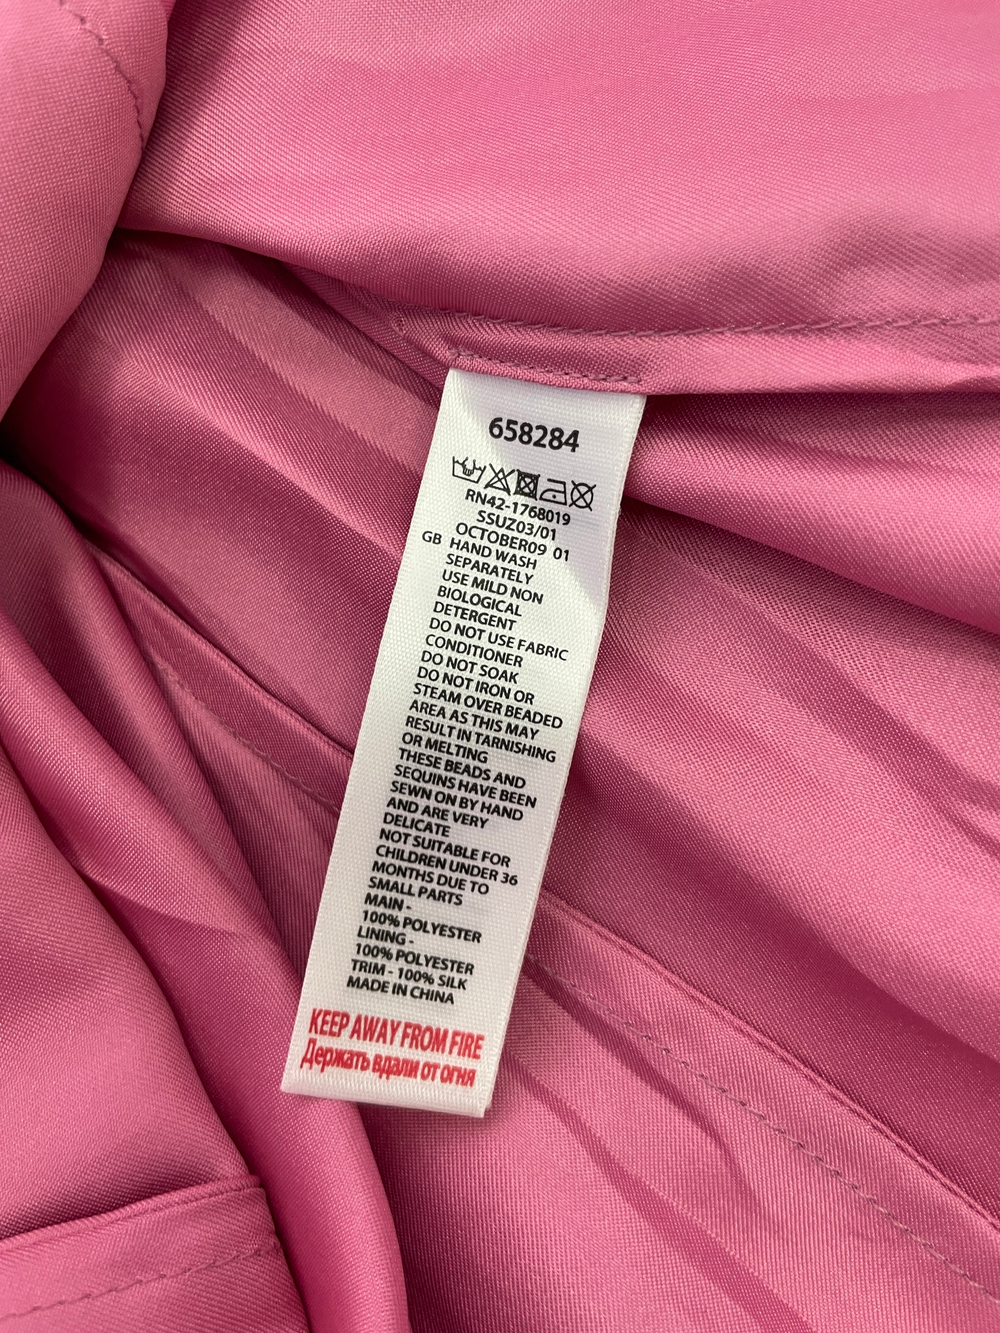 658284
RN42-1768019
SSUZ03/01
OCTOBER09 01
GB HAND WASH
SEPARATELY
USE MILD NON
BIOLOGICAL
DETERGENT
DO NOT USE FABRIC
CONDITIONER
DO NOT SOAK
DO NOT IRON OR
STEAM OVER BEADED
AREA AS THIS MAY
RESULT IN TARNISHING
OR MELTING
THESE BEADS AND
SEQUINS HAVE BEEN
SEWN ON BY HAND
AND ARE VERY
DELICATE
NOT SUITABLE FOR
CHILDREN UNDER 36
MONTHS DUE TO
SMALL PARTS
MAIN -
100% POLYESTER
LINING -
100% POLYESTER
TRIM - 100% SILK
MADE IN CHINA
KEEP AWAY FROM FIRE
Держать вдали от огня